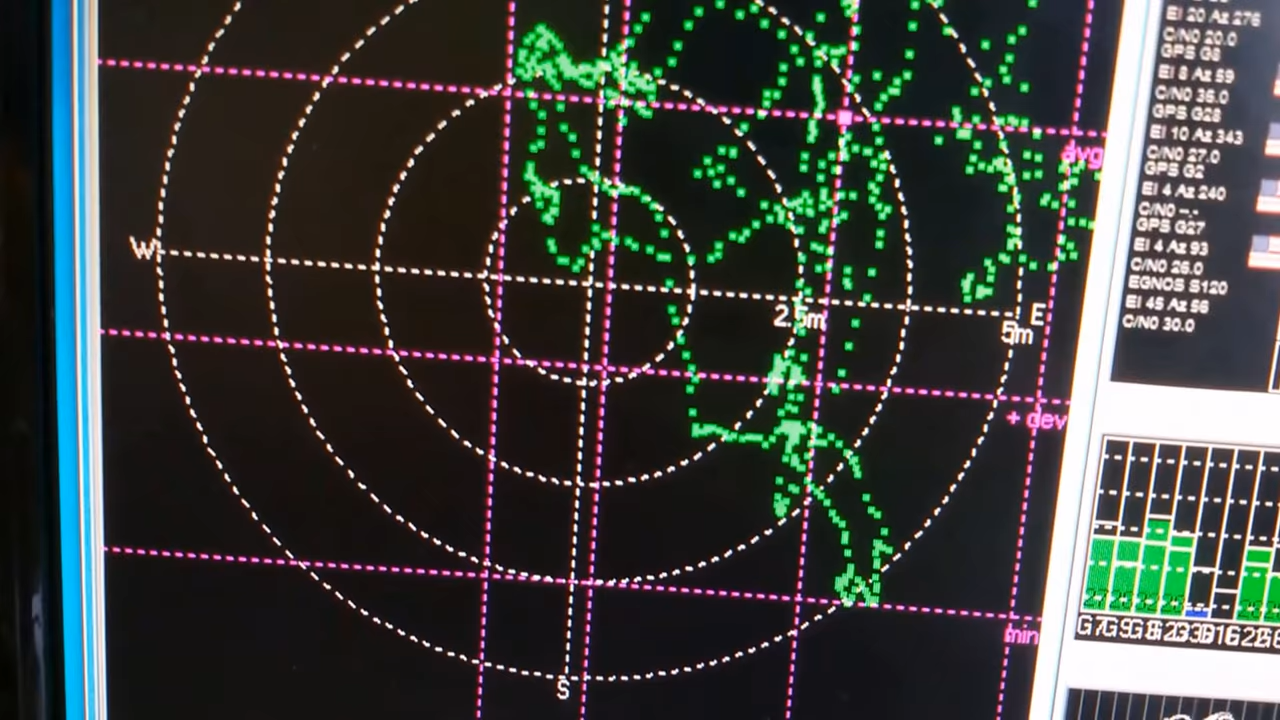 El 20 Az 276
C/N0 20.0
GPS G8
El 8 Az 59
C/N0 36.0
GPS G28
El 10 Az 343
C/N0 27.0
GPS G2
El 4 Az 240
C/N0 --.-
GPS G27
El 4 Az 93
C/N0 26.0
EGNOS S120
El 45 Az 56
C/N0 30.0
avg
W
E
2.5m
5m
+ dev
min
S